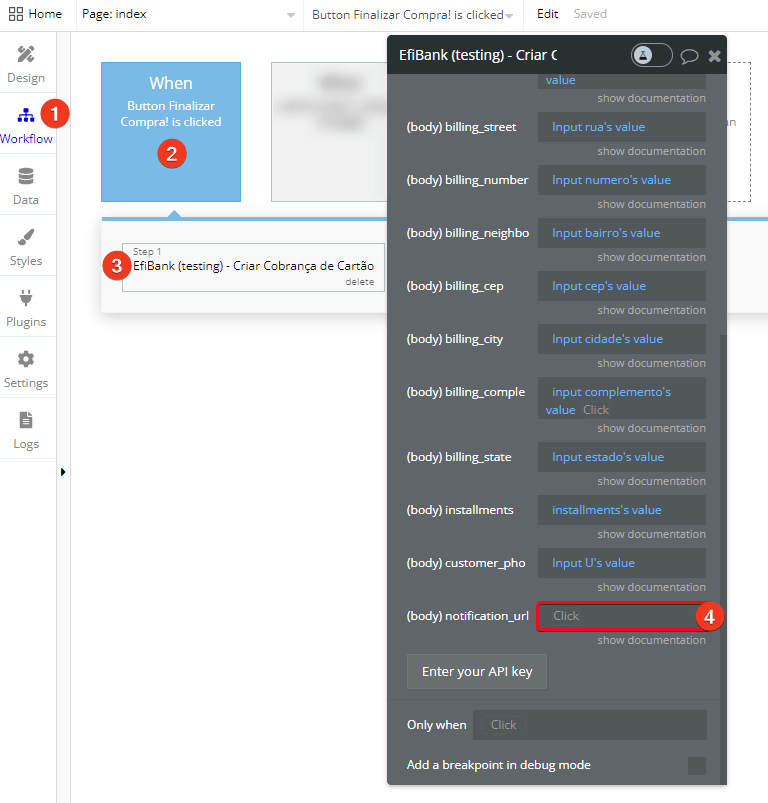 Home
Page: index
Button Finalizar Compra! is clicked
Edit
Saved
Design
1
Workflow
Data
Styles
Plugins
Settings
Logs
When
Button Finalizar
Compra! is clicked
2
Step 1
3
EfiBank (testing) - Criar Cobrança de Cartão
delete
EfiBank (testing) - Criar C
value
show documentation
(body) billing_street
Input rua's value
show documentation
(body) billing_number
Input numero's value
show documentation
(body) billing_neighbo
Input bairro's value
show documentation
(body) billing_cep
Input cep's value
show documentation
(body) billing_city
Input cidade's value
show documentation
(body) billing_comple
input complemento's
value Click
show documentation
(body) billing_state
Input estado's value
show documentation
(body) installments
installments's value
show documentation
(body) customer_pho
Input U's value
show documentation
(body) notification_url
Click
4
show documentation
Enter your API key
Only when
Click
Add a breakpoint in debug mode